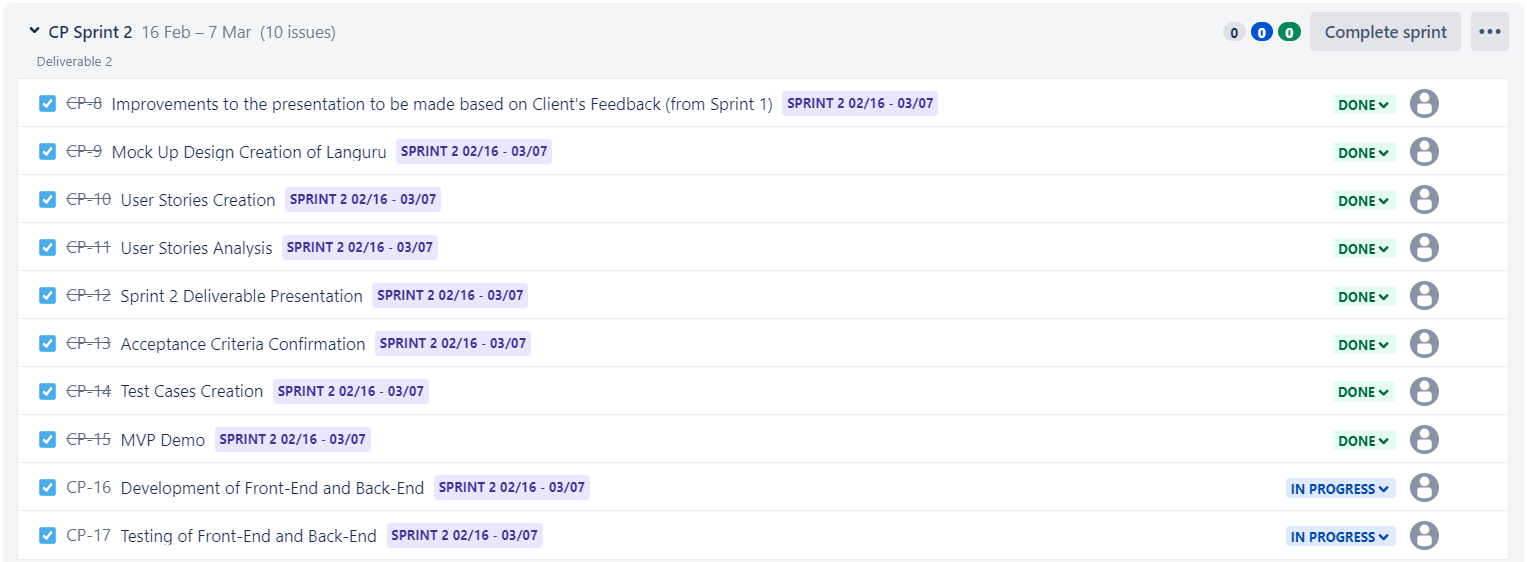 CP Sprint 2 16 Feb – 7 Mar (10 issues) 0 0 0 Complete sprint
Deliverable 2
CP-8 Improvements to the presentation to be made based on Client's Feedback (from Sprint 1) SPRINT 2 02/16 - 03/07 DONE
CP-9 Mock Up Design Creation of Languru SPRINT 2 02/16 - 03/07 DONE
CP-10 User Stories Creation SPRINT 2 02/16 - 03/07 DONE
CP-11 User Stories Analysis SPRINT 2 02/16 - 03/07 DONE
CP-12 Sprint 2 Deliverable Presentation SPRINT 2 02/16 - 03/07 DONE
CP-13 Acceptance Criteria Confirmation SPRINT 2 02/16 - 03/07 DONE
CP-14 Test Cases Creation SPRINT 2 02/16 - 03/07 DONE
CP-15 MVP Demo SPRINT 2 02/16 - 03/07 DONE
CP-16 Development of Front-End and Back-End SPRINT 2 02/16 - 03/07 IN PROGRESS
CP-17 Testing of Front-End and Back-End SPRINT 2 02/16 - 03/07 IN PROGRESS